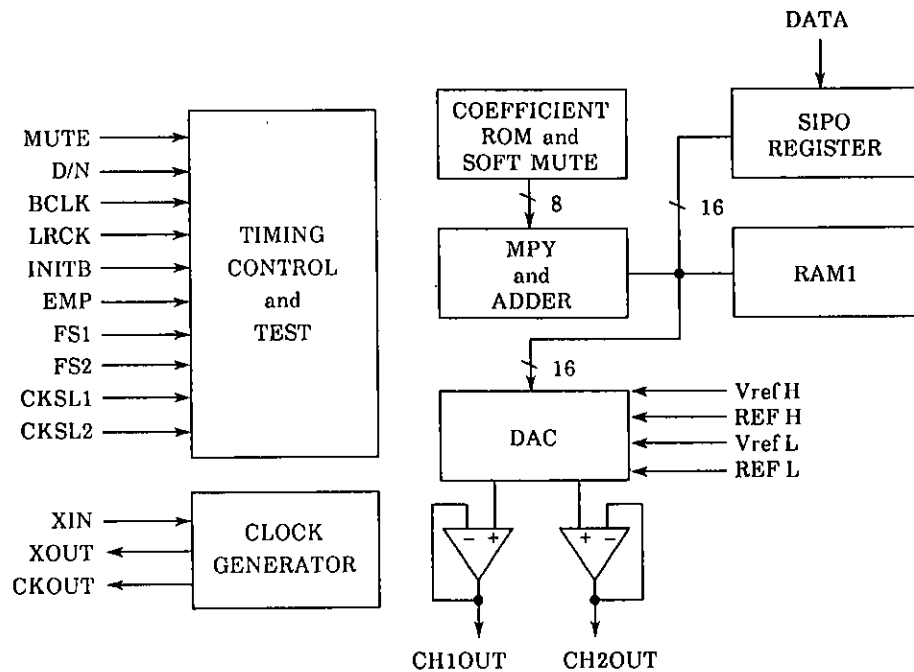 DATA
MUTE
D/N
BCLK
LRCK
INITB
EMP
FS1
FS2
CKSL1
CKSL2
TIMING
CONTROL
and
TEST
COEFFICIENT
ROM and
SOFT MUTE
8
MPY
and
ADDER
16
SIPO
REGISTER
RAM1
16
DAC
Vref H
REF H
Vref L
REF L
XIN
XOUT
CKOUT
CLOCK
GENERATOR
− +
+ −
CH1OUT
CH2OUT